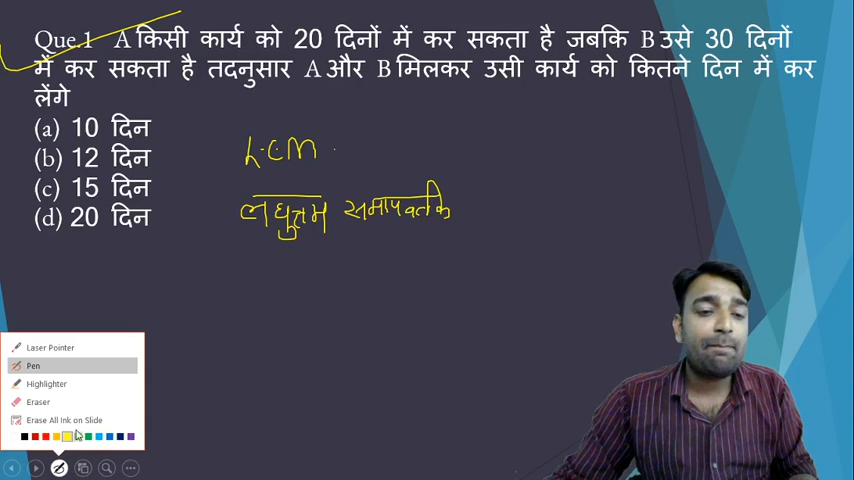 Que.1 A किसी कार्य को 20 दिनों में कर सकता है जबकि B उसे 30 दिनों
में कर सकता है तदनुसार A और B मिलकर उसी कार्य को कितने दिन में कर
लेंगे
(a) 10 दिन
(b) 12 दिन
(c) 15 दिन
(d) 20 दिन
L.C.M
लघुत्तम समापवर्तक
Laser Pointer
Pen
Highlighter
Eraser
Erase All Ink on Slide